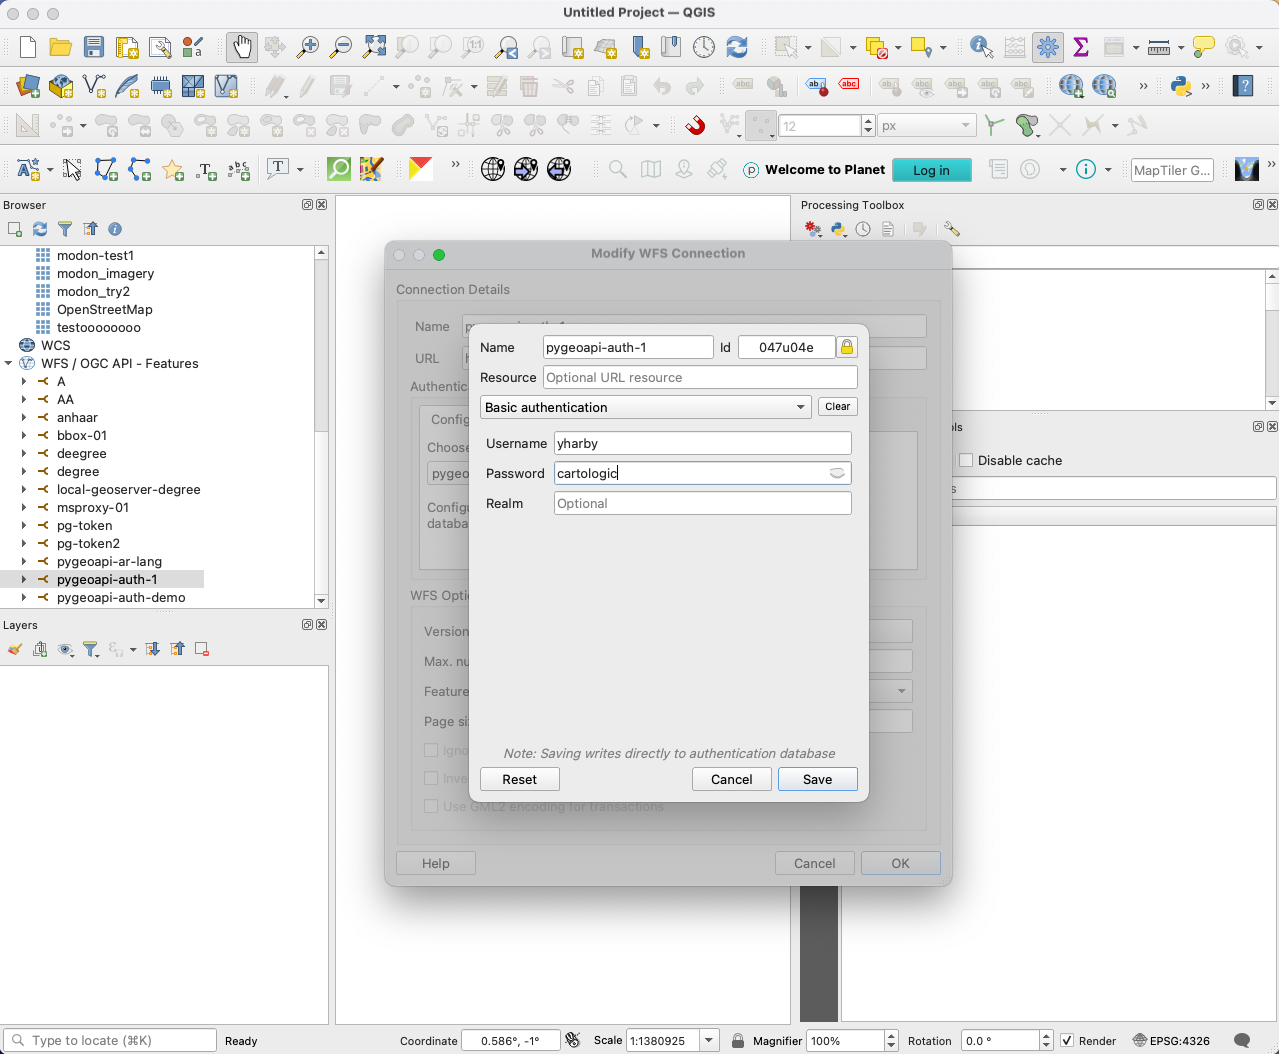 Untitled Project — QGIS
12
px
Welcome to Planet
Log in
MapTiler G...
Browser
Processing Toolbox
modon-test1
modon_imagery
modon_try2
OpenStreetMap
testoooooooo
WCS
WFS / OGC API - Features
A
AA
anhaar
bbox-01
deegree
degree
local-geoserver-degree
msproxy-01
pg-token
pg-token2
pygeoapi-ar-lang
pygeoapi-auth-1
pygeoapi-auth-demo
Layers
Modify WFS Connection
Connection Details
Name
URL
Authentic
Config
Choose
pygeo
Configu
databa
WFS Optio
Version
Max. nu
Feature
Page si
Igno
Inve
Use GML2 encoding for transactions
Help
Cancel
OK
Name
pygeoapi-auth-1
Id
047u04e
Resource
Optional URL resource
Basic authentication
Clear
Username
yharby
Password
cartologic
Realm
Optional
Note: Saving writes directly to authentication database
Reset
Cancel
Save
ols
Disable cache
s
Type to locate (⌘K)
Ready
Coordinate
0.586°, -1°
Scale
1:1380925
Magnifier
100%
Rotation
0.0 °
Render
EPSG:4326